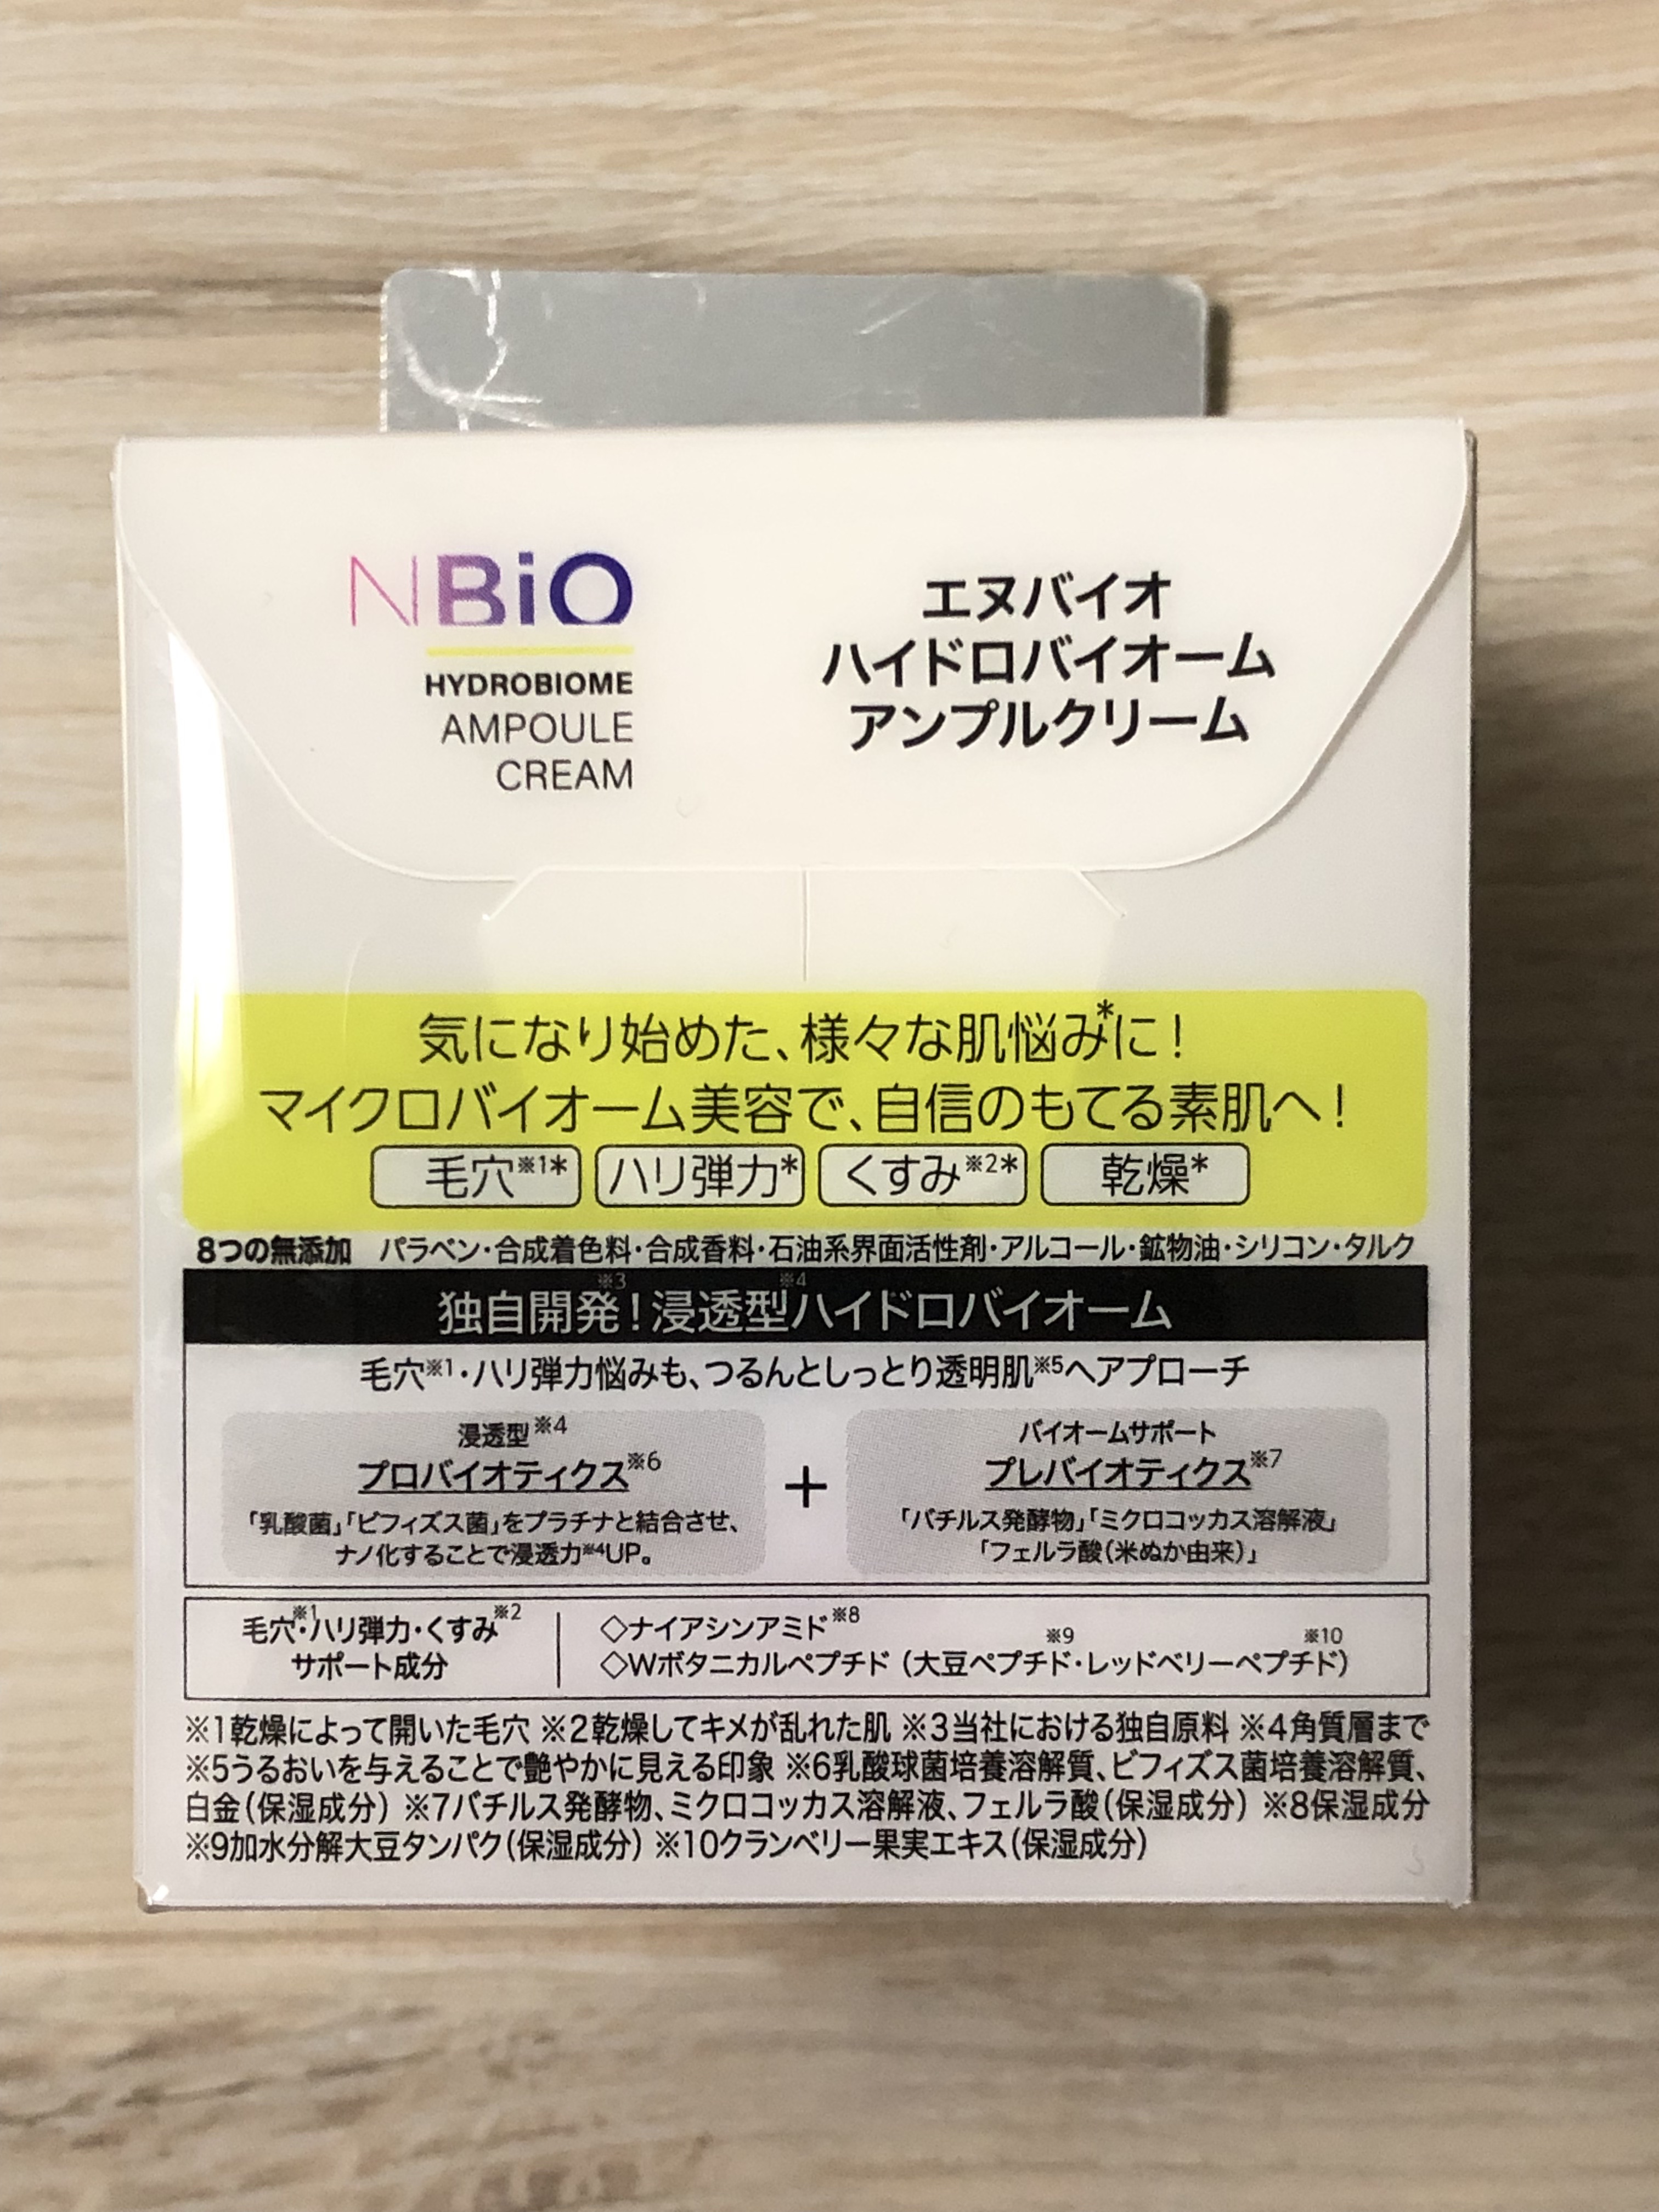 NBiO
HYDROBIOME
AMPOULE
CREAM
エヌバイオ
ハイドロバイオーム
アンプルクリーム
気になり始めた、様々な肌悩み*に!
マイクロバイオーム美容で、自信のもてる素肌へ!
毛穴※1* ハリ弾力* くすみ※2* 乾燥*
8つの無添加 パラベン・合成着色料・合成香料・石油系界面活性剤・アルコール・鉱物油・シリコン・タルク
独自開発※3!浸透型※4ハイドロバイオーム
毛穴※1・ハリ弾力悩みも、つるんとしっとり透明肌※5へアプローチ
浸透型※4
プロバイオティクス※6
「乳酸菌」「ビフィズス菌」をプラチナと結合させ、
ナノ化することで浸透力※4UP。
+
バイオームサポート
プレバイオティクス※7
「バチルス発酵物」「ミクロコッカス溶解液」
「フェルラ酸(米ぬか由来)」
毛穴※1・ハリ弾力・くすみ※2
サポート成分
◇ナイアシンアミド※8
◇Wボタニカルペプチド(大豆ペプチド※9・レッドベリーペプチド※10)
※1乾燥によって開いた毛穴 ※2乾燥してキメが乱れた肌 ※3当社における独自原料 ※4角質層まで
※5うるおいを与えることで艶やかに見える印象 ※6乳酸球菌培養溶解質、ビフィズス菌培養溶解質、
白金(保湿成分) ※7バチルス発酵物、ミクロコッカス溶解液、フェルラ酸(保湿成分) ※8保湿成分
※9加水分解大豆タンパク(保湿成分) ※10クランベリー果実エキス(保湿成分)